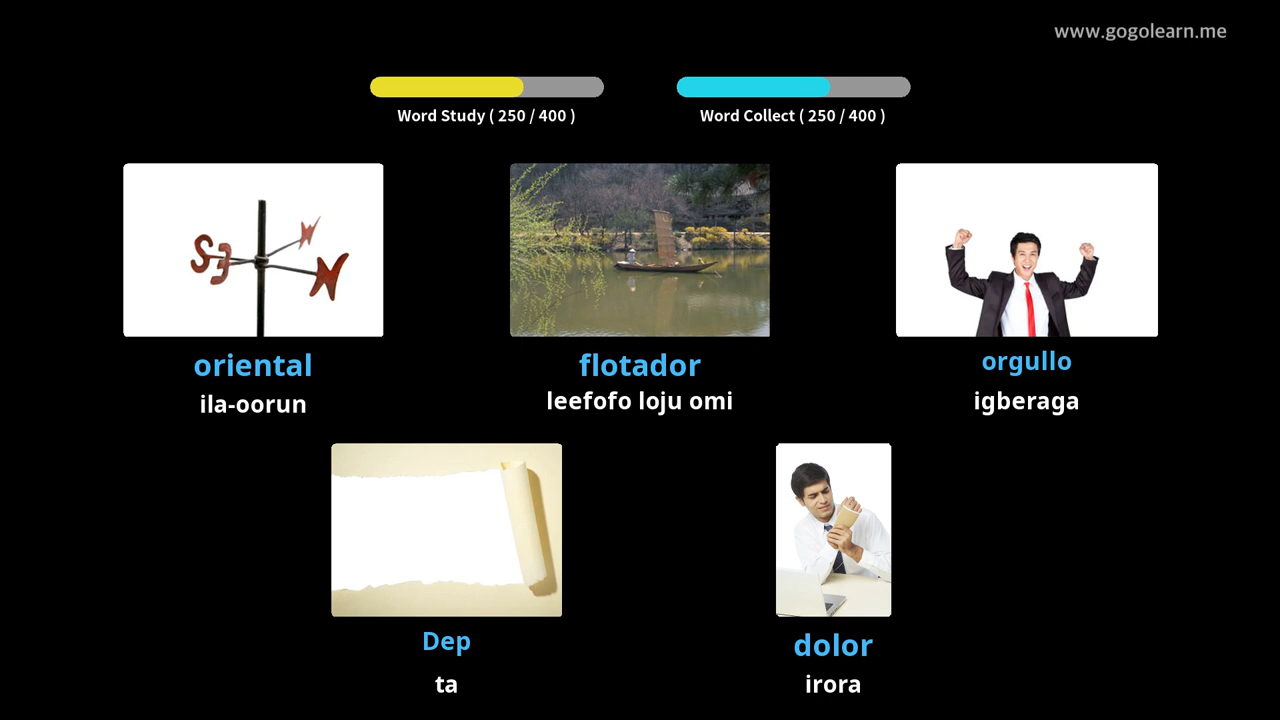 www.gogolearn.me
Word Study ( 250 / 400 )
Word Collect ( 250 / 400 )
S
E
N
oriental
ila-oorun
flotador
leefofo loju omi
orgullo
igberaga
Dep
ta
dolor
irora